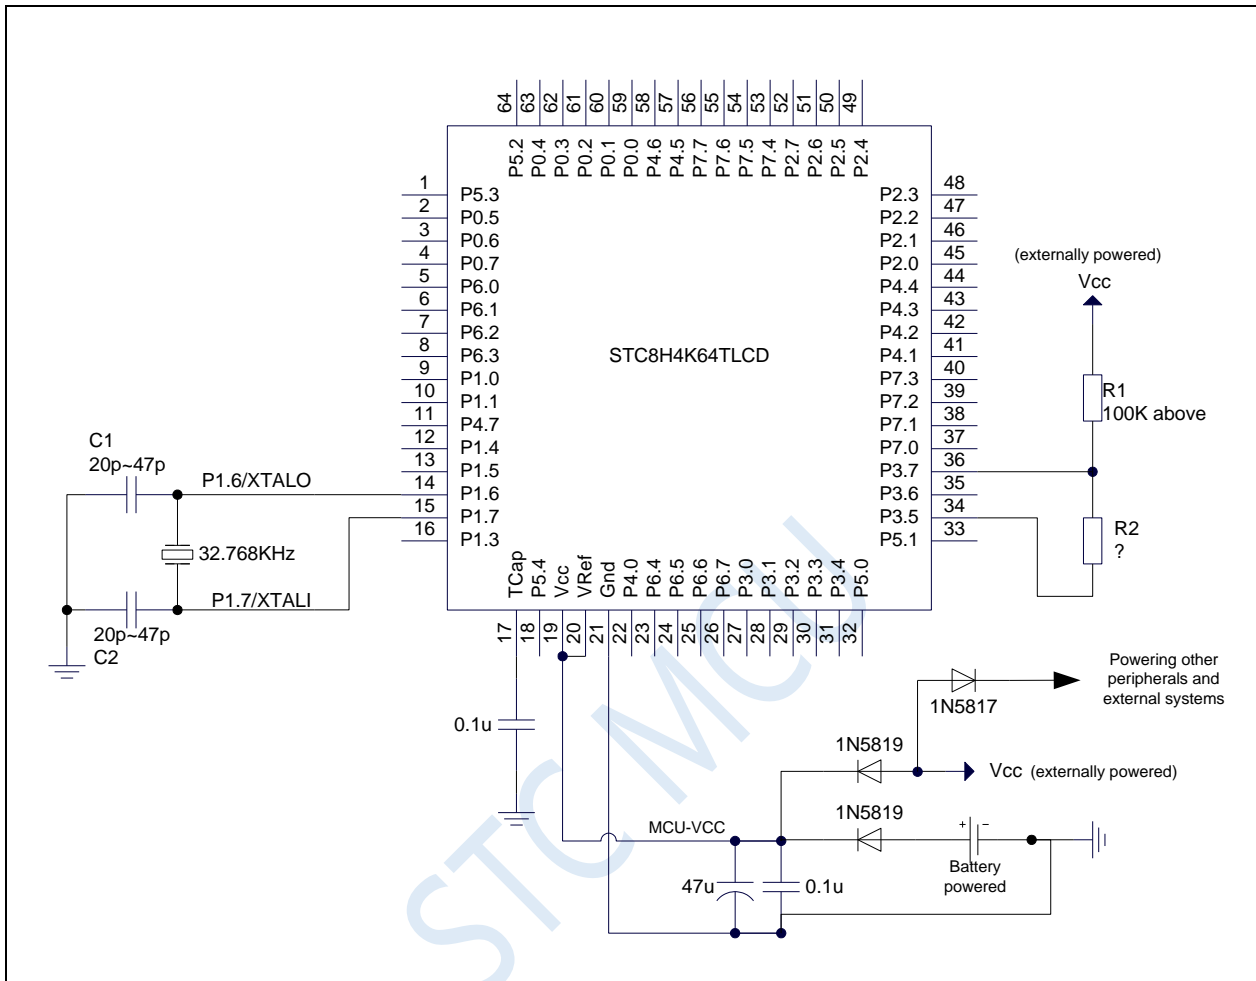 64 63 62 61 60 59 58 57 56 55 54 53 52 51 50 49
P5.2 P0.4 P0.3 P0.2 P0.1 P0.0 P4.6 P4.5 P7.7 P7.6 P7.5 P7.4 P2.7 P2.6 P2.5 P2.4
1 P5.3
2 P0.5
3 P0.6
4 P0.7
5 P6.0
6 P6.1
7 P6.2
8 P6.3
9 P1.0
10 P1.1
11 P4.7
12 P1.4
13 P1.5
14 P1.6
15 P1.7
16 P1.3
STC8H4K64TLCD
P2.3 48
P2.2 47
P2.1 46
P2.0 45
P4.4 44
P4.3 43
P4.2 42
P4.1 41
P7.3 40
P7.2 39
P7.1 38
P7.0 37
P3.7 36
P3.6 35
P3.5 34
P5.1 33
TCap P5.4 Vcc VRef Gnd P4.0 P6.4 P6.5 P6.6 P6.7 P3.0 P3.1 P3.2 P3.3 P3.4 P5.0
17 18 19 20 21 22 23 24 25 26 27 28 29 30 31 32
C1
20p~47p
P1.6/XTALO
32.768KHz
P1.7/XTALI
20p~47p
C2
(externally powered)
Vcc
R1
100K above
R2
?
0.1u
Powering other
peripherals and
external systems
1N5817
1N5819
Vcc (externally powered)
1N5819
MCU-VCC
+ −
Battery
powered
47u
0.1u
STC MCU